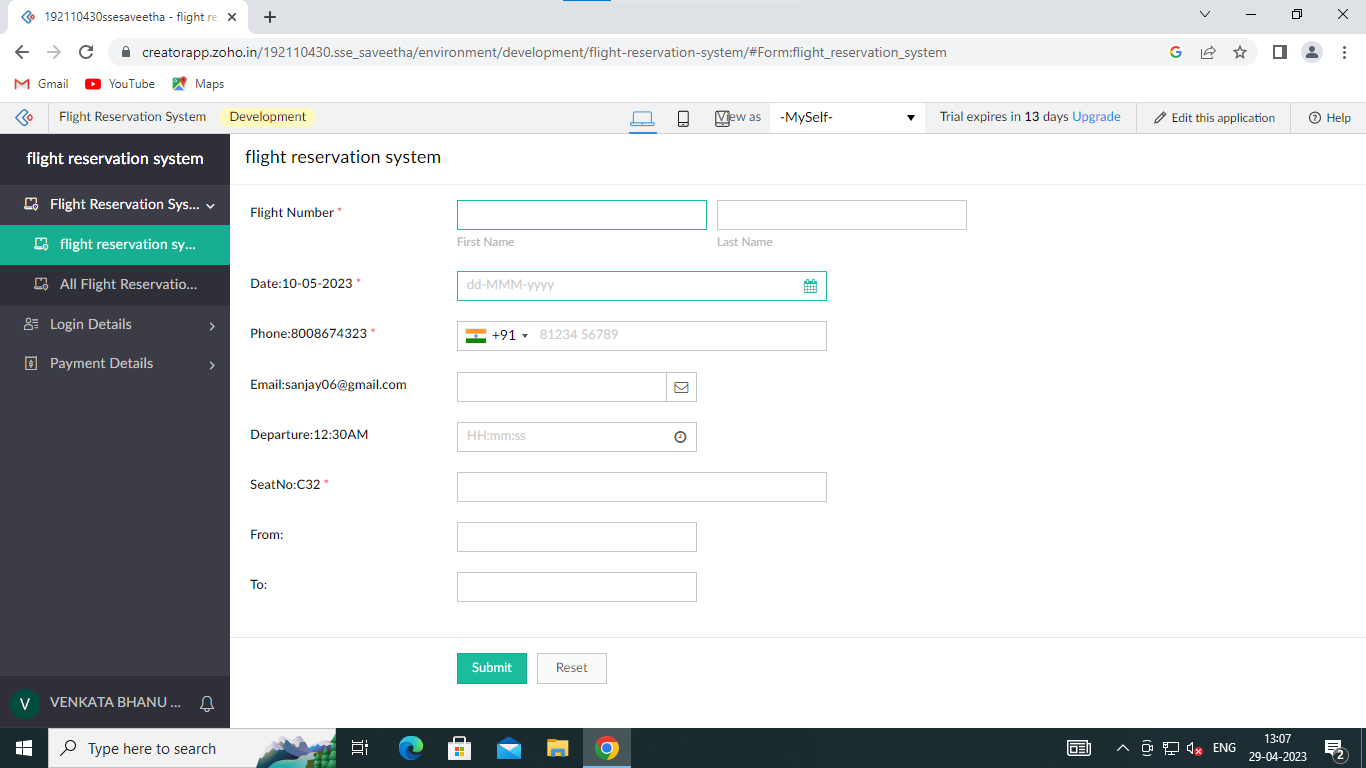 192110430ssesaveetha - flight re
creatorapp.zoho.in/192110430.sse_saveetha/environment/development/flight-reservation-system/#Form:flight_reservation_system
Gmail YouTube Maps
Flight Reservation System Development View as -MySelf- Trial expires in 13 days Upgrade Edit this application Help
flight reservation system
Flight Reservation Sys...
flight reservation sy...
All Flight Reservatio...
Login Details
Payment Details
VENKATA BHANU ...
flight reservation system
Flight Number *
First Name Last Name
Date:10-05-2023 * dd-MMM-yyyy
Phone:8008674323 * +91 81234 56789
Email:sanjay06@gmail.com
Departure:12:30AM HH:mm:ss
SeatNo:C32 *
From:
To:
Submit Reset
Type here to search
ENG
13:07
29-04-2023
2